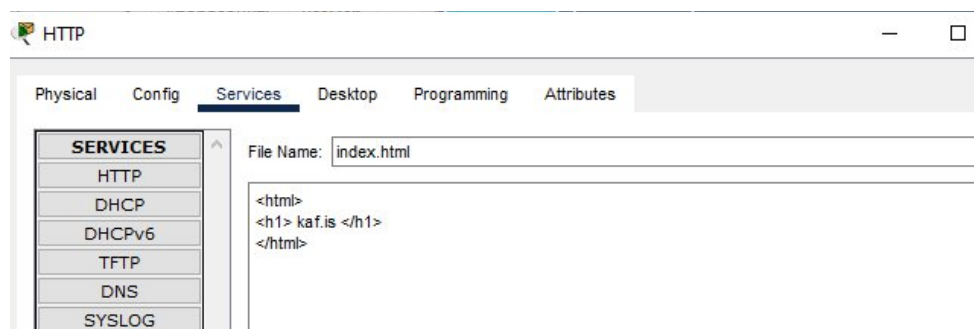 HTTP
Physical Config Services Desktop Programming Attributes
SERVICES
HTTP
DHCP
DHCPv6
TFTP
DNS
SYSLOG
File Name: index.html
<html>
<h1> kaf.is </h1>
</html>